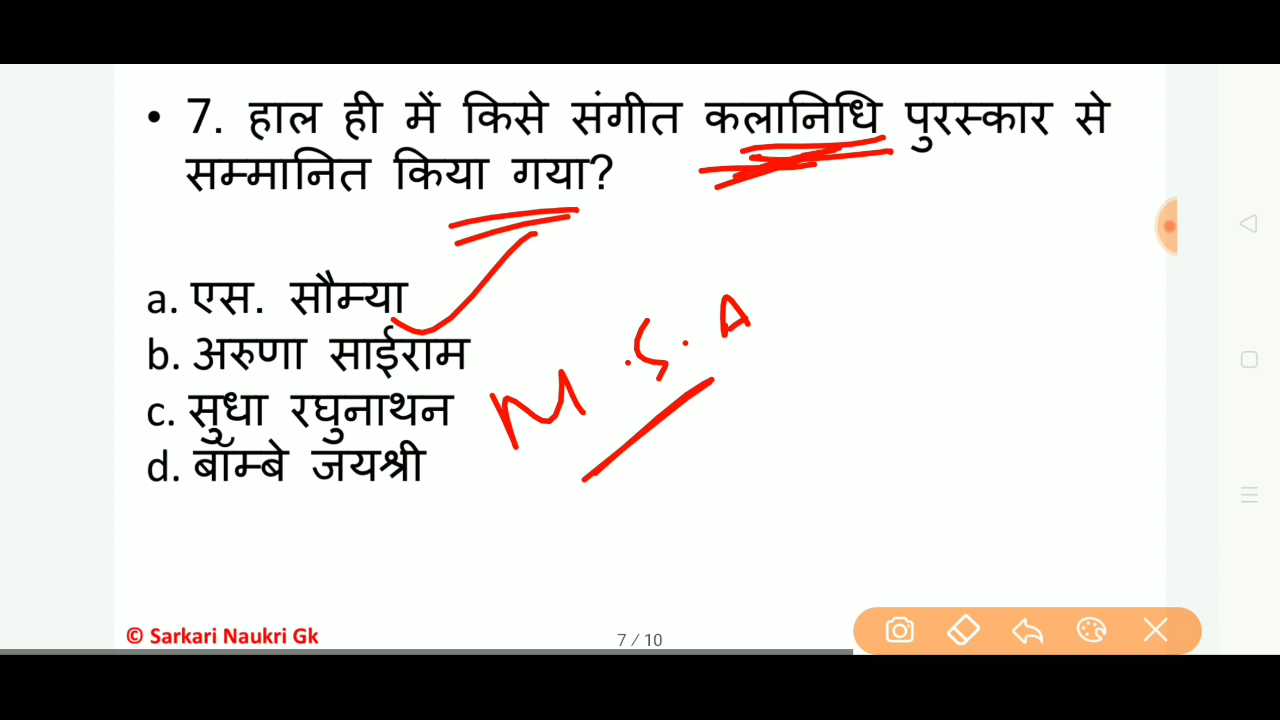 • 7. हाल ही में किसे संगीत कलानिधि पुरस्कार से
सम्मानित किया गया?
a. एस. सौम्या
b. अरुणा साईराम
c. सुधा रघुनाथन
d. बॉम्बे जयश्री
M.S.A
© Sarkari Naukri Gk
7 / 10